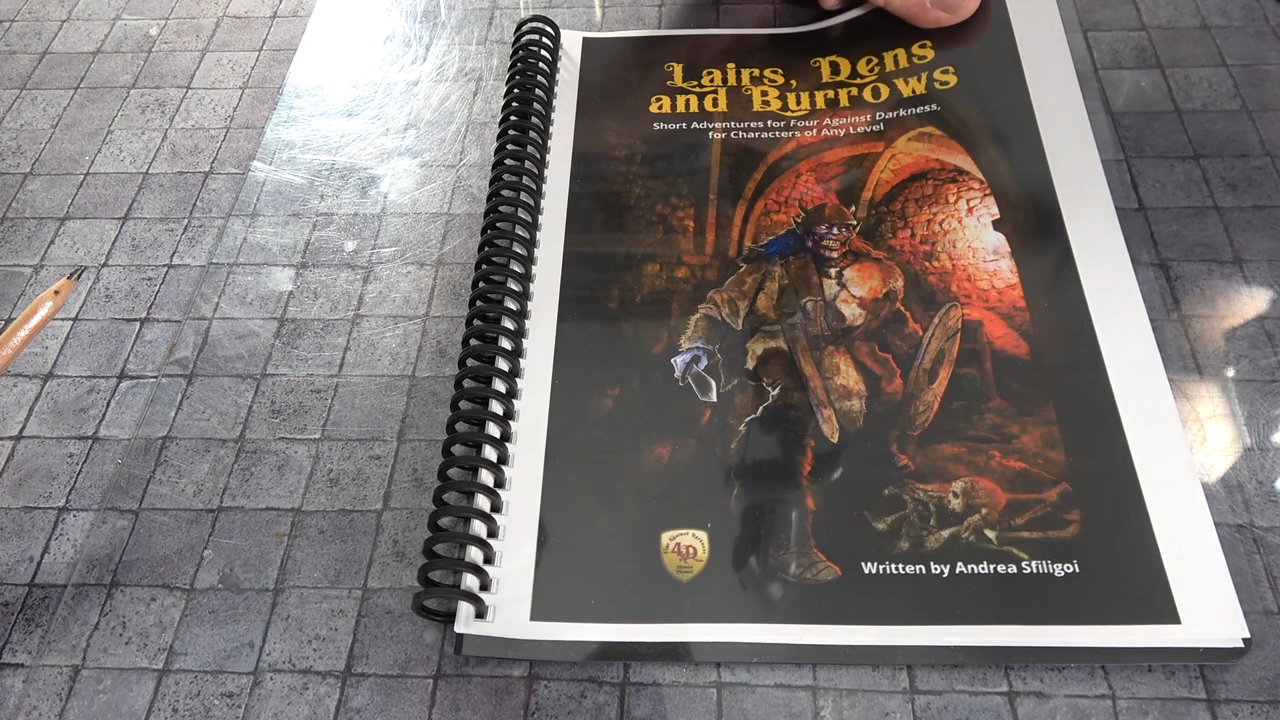 Lairs, Dens
and Burrows
Short Adventures for Four Against Darkness,
for Characters of Any Level
4AD
Written by Andrea Sfiligoi